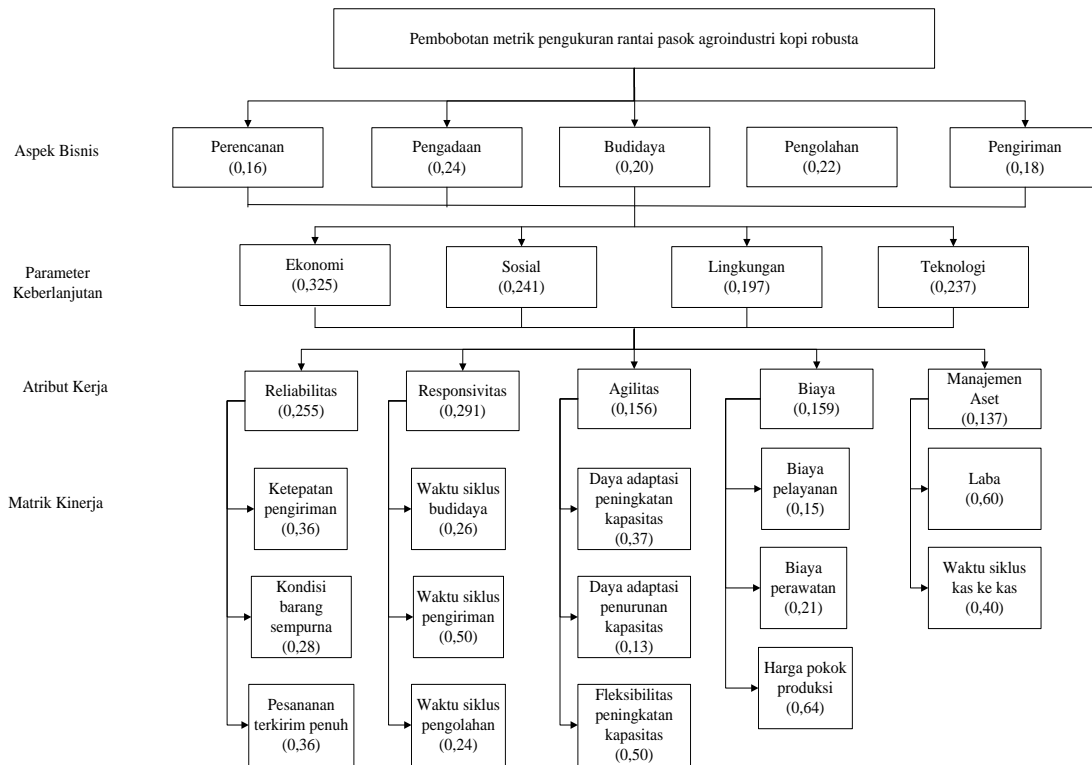 Pembobotan metrik pengukuran rantai pasok agroindustri kopi robusta
Aspek Bisnis
Perencanan
(0,16)
Pengadaan
(0,24)
Budidaya
(0,20)
Pengolahan
(0,22)
Pengiriman
(0,18)
Parameter
Keberlanjutan
Ekonomi
(0,325)
Sosial
(0,241)
Lingkungan
(0,197)
Teknologi
(0,237)
Atribut Kerja
Reliabilitas
(0,255)
Responsivitas
(0,291)
Agilitas
(0,156)
Biaya
(0,159)
Manajemen
Aset
(0,137)
Matrik Kinerja
Ketepatan
pengiriman
(0,36)
Kondisi
barang
sempurna
(0,28)
Pesananan
terkirim penuh
(0,36)
Waktu siklus
budidaya
(0,26)
Waktu siklus
pengiriman
(0,50)
Waktu siklus
pengolahan
(0,24)
Daya adaptasi
peningkatan
kapasitas
(0,37)
Daya adaptasi
penurunan
kapasitas
(0,13)
Fleksibilitas
peningkatan
kapasitas
(0,50)
Biaya
pelayanan
(0,15)
Biaya
perawatan
(0,21)
Harga pokok
produksi
(0,64)
Laba
(0,60)
Waktu siklus
kas ke kas
(0,40)